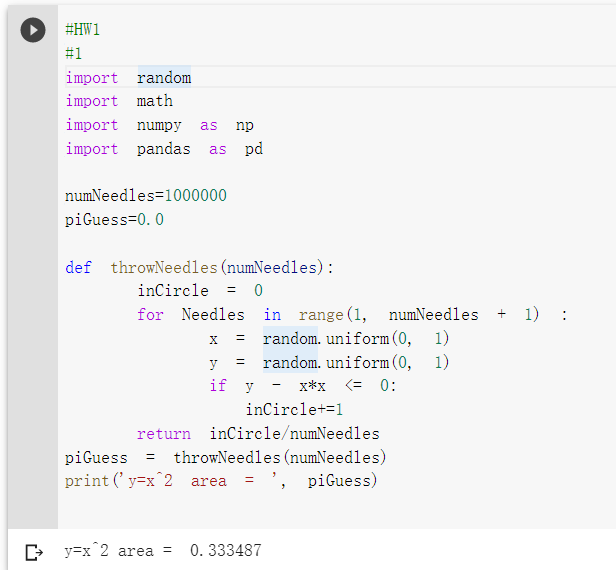 #HW1
#1
import random
import math
import numpy as np
import pandas as pd
numNeedles=1000000
piGuess=0.0
def throwNeedles(numNeedles):
inCircle = 0
for Needles in range(1, numNeedles + 1) :
x = random.uniform(0, 1)
y = random.uniform(0, 1)
if y - x*x <= 0:
inCircle+=1
return inCircle/numNeedles
piGuess = throwNeedles(numNeedles)
print('y=x^2 area = ', piGuess)
y=x^2 area = 0.333487